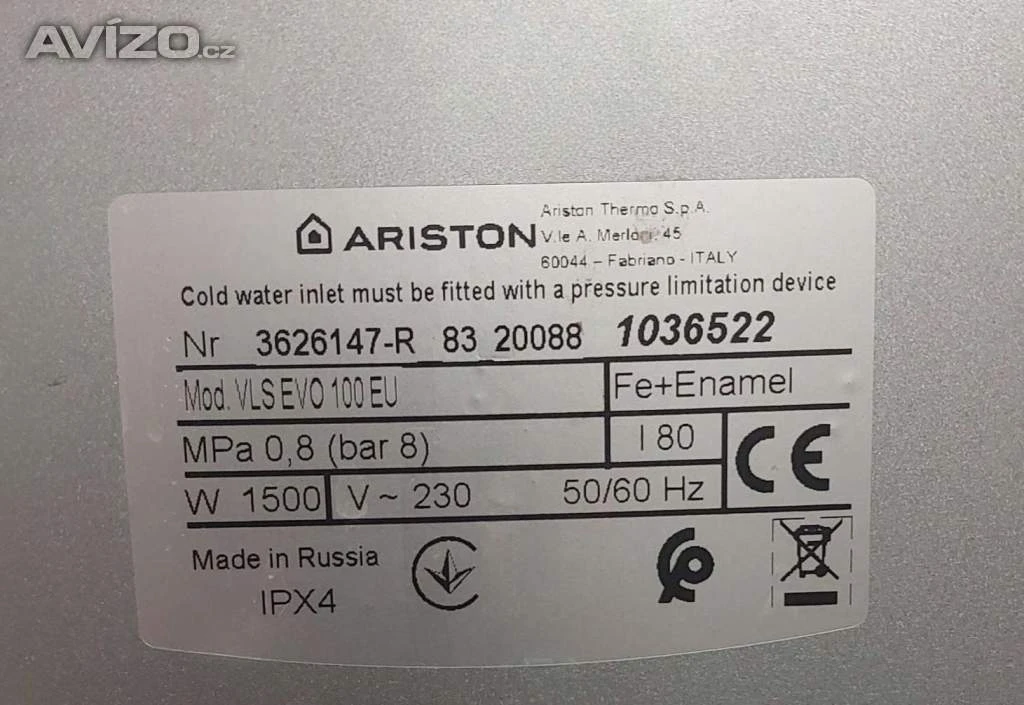 AVÍZO.cz
ARISTON
Ariston Thermo S.p.A.
V.le A. Merloni, 45
60044 – Fabriano - ITALY
Cold water inlet must be fitted with a pressure limitation device
Nr 3626147-R 83 20088 1036522
Mod. VLS EVO 100 EU
Fe+Enamel
MPa 0,8 (bar 8)
l 80
CE
W 1500
V ~ 230 50/60 Hz
Made in Russia
IPX4